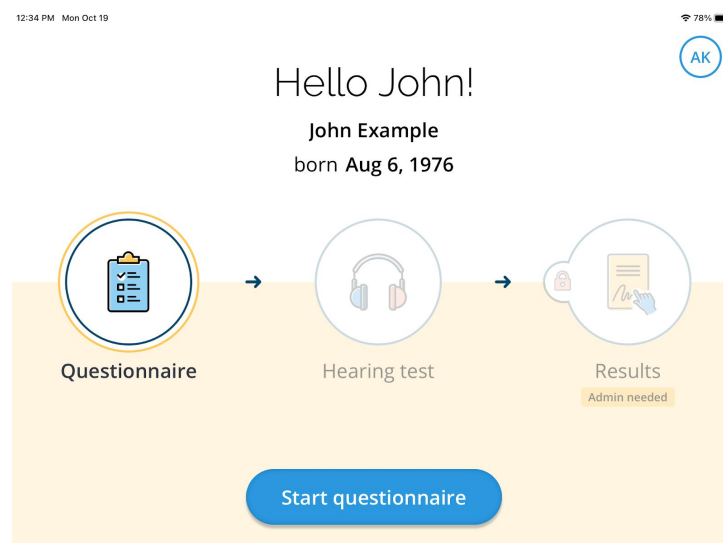 12:34 PM Mon Oct 19 78%
AK
Hello John!
John Example
born Aug 6, 1976
Questionnaire Hearing test Results
Admin needed
Start questionnaire